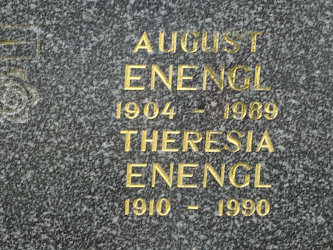 AUGUST
ENENGL
1904 - 1989
THERESIA
ENENGL
1910 - 1990